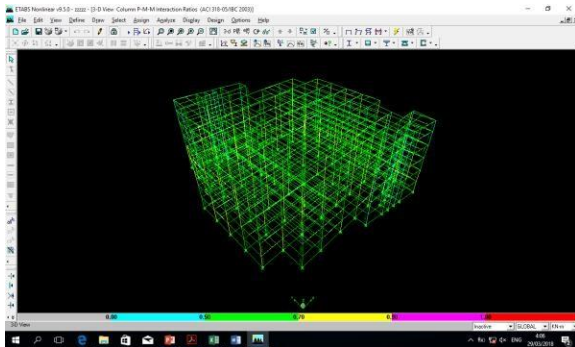 ETABS Nonlinear v9.5.0 - zzzzz - [3-D View Column P-M-M Interaction Ratios (ACI 318-05/IBC 2003)]
File Edit View Define Draw Select Assign Analyze Display Design Options Help
0.00 0.50 0.70 0.90 1.00
3-D View Inactive GLOBAL KN-m
ENG 4:06
29/05/2018